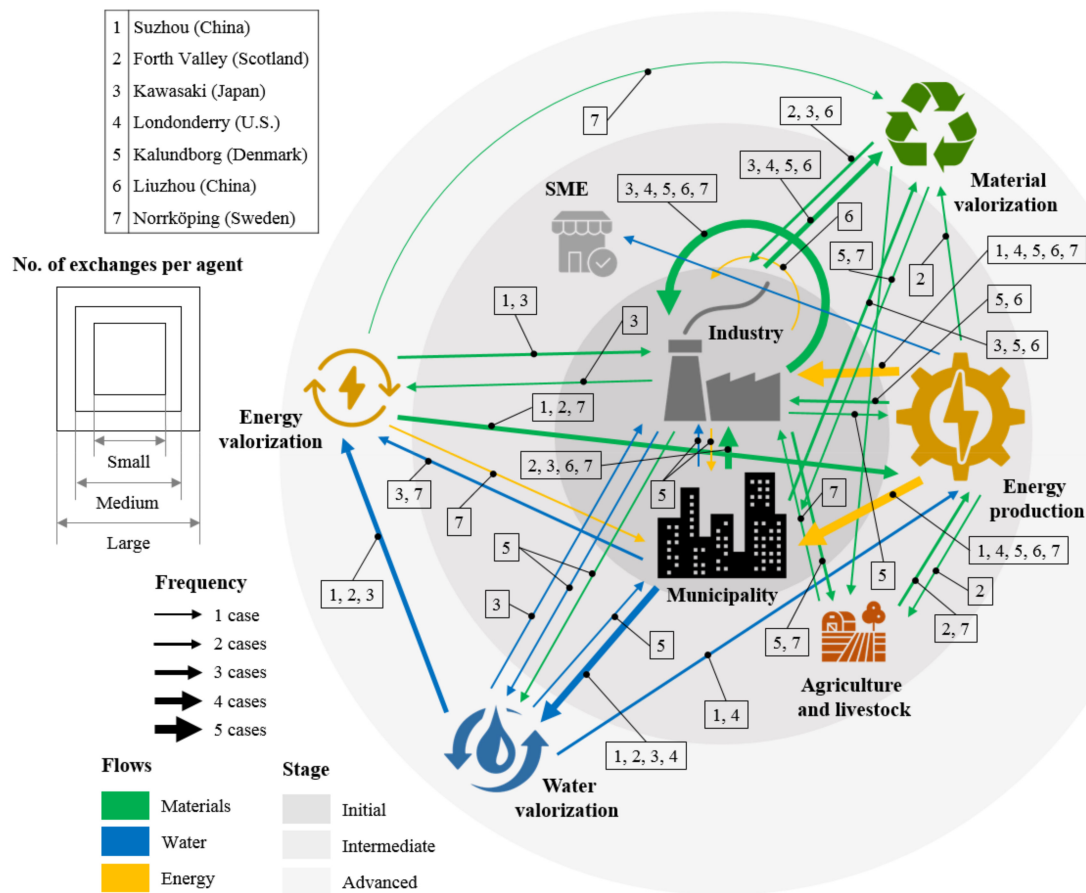 1 Suzhou (China)
2 Forth Valley (Scotland)
3 Kawasaki (Japan)
4 Londonderry (U.S.)
5 Kalundborg (Denmark)
6 Liuzhou (China)
7 Norrköping (Sweden)
No. of exchanges per agent
Small
Medium
Large
Frequency
1 case
2 cases
3 cases
4 cases
5 cases
Flows
Materials
Water
Energy
Stage
Initial
Intermediate
Advanced
7
2, 3, 6
3, 4, 5, 6
3, 4, 5, 6, 7
6
SME
Material
valorization
5, 7
2
1, 4, 5, 6, 7
5, 6
3, 5, 6
Industry
1, 3
3
Energy
valorization
1, 2, 7
2, 3, 6, 7
5
3, 7
7
7
5
Energy
production
1, 4, 5, 6, 7
1, 2, 3
5
3
Municipality
5
5, 7
5
2
2, 7
1, 4
Agriculture
and livestock
1, 2, 3, 4
Water
valorization